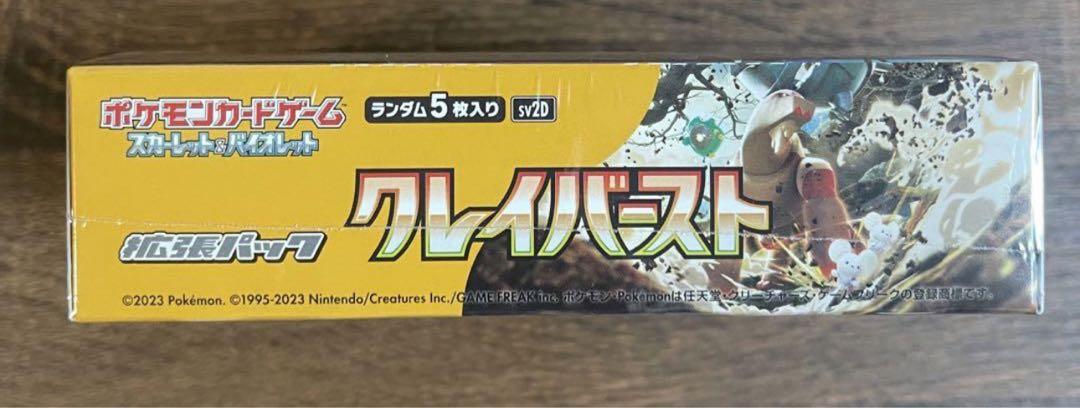 ポケモンカードゲーム
スカーレット&バイオレット
ランダム5枚入り SV2D
クレイバースト
拡張パック
©2023 Pokémon. ©1995-2023 Nintendo/Creatures Inc./GAME FREAK inc. ポケモン・Pokémonは任天堂・クリーチャーズ・ゲームフリークの登録商標です。